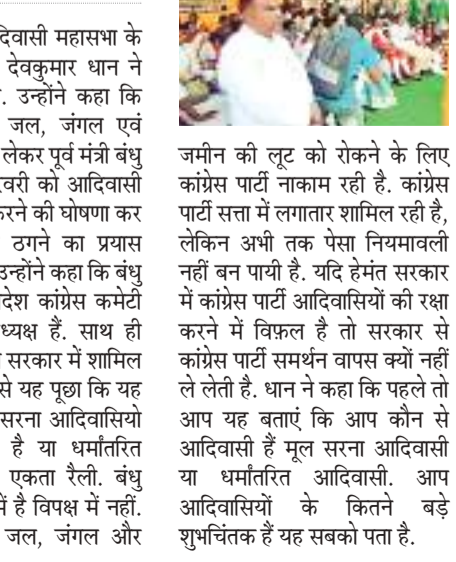 दिवासी महासभा के
देवकुमार धान ने
. उन्होंने कहा कि
जल, जंगल एवं
लेकर पूर्व मंत्री बंधु
वरी को आदिवासी
रने की घोषणा कर
ठगने का प्रयास
उन्होंने कहा कि बंधु
देश कांग्रेस कमेटी
ध्यक्ष हैं. साथ ही
सरकार में शामिल
से यह पूछा कि यह
सरना आदिवासियो
है या धर्मांतरित
एकता रैली. बंधु
में है विपक्ष में नहीं.
जल, जंगल और
जमीन की लूट को रोकने के लिए
कांग्रेस पार्टी नाकाम रही है. कांग्रेस
पार्टी सत्ता में लगातार शामिल रही है,
लेकिन अभी तक पेसा नियमावली
नहीं बन पायी है. यदि हेमंत सरकार
में कांग्रेस पार्टी आदिवासियों की रक्षा
करने में विफ़ल है तो सरकार से
कांग्रेस पार्टी समर्थन वापस क्यों नहीं
ले लेती है. धान ने कहा कि पहले तो
आप यह बताएं कि आप कौन से
आदिवासी हैं मूल सरना आदिवासी
या धर्मांतरित आदिवासी. आप
आदिवासियों के कितने बड़े
शुभचिंतक हैं यह सबको पता है.